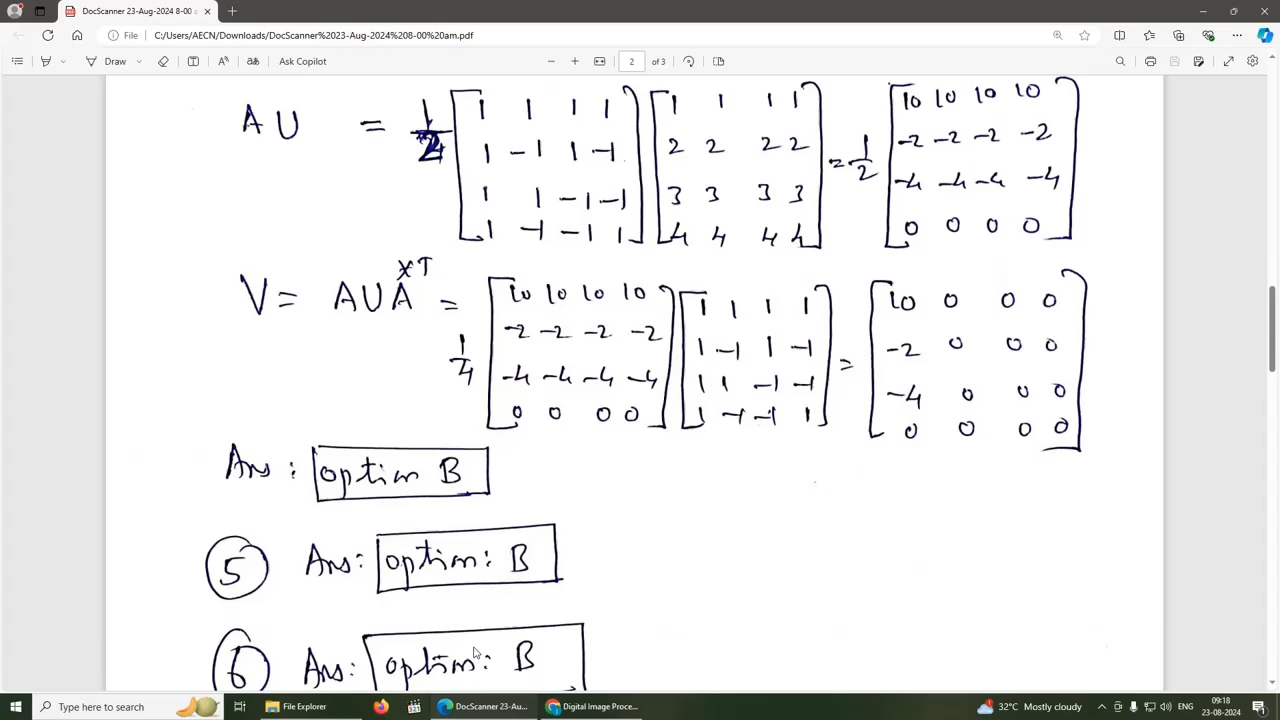 DocScanner 23-Aug-2024 8-00 a
File C:/Users/AECN/Downloads/DocScanner%2023-Aug-2024%208-00%20am.pdf
Draw Ask Copilot 2 of 3
AU = 1/2 [ 1 1 1 1 [ 1 1 1 1 = 1/2 [ 10 10 10 10
1 -1 1 -1 2 2 2 2 -2 -2 -2 -2
1 1 -1 -1 3 3 3 3 -4 -4 -4 -4
1 -1 -1 1 ] 4 4 4 4 ] 0 0 0 0 ]
V = AUA*T = 1/4 [ 10 10 10 10 [ 1 1 1 1 = [ 10 0 0 0
-2 -2 -2 -2 1 -1 1 -1 -2 0 0 0
-4 -4 -4 -4 1 1 -1 -1 -4 0 0 0
0 0 0 0 ] 1 -1 -1 1 ] 0 0 0 0 ]
Ans : option B
5 Ans: option: B
6 Ans: option: B
Type here to search File Explorer DocScanner 23-Au... Digital Image Proce... 32°C Mostly cloudy 09:18
23-08-2024